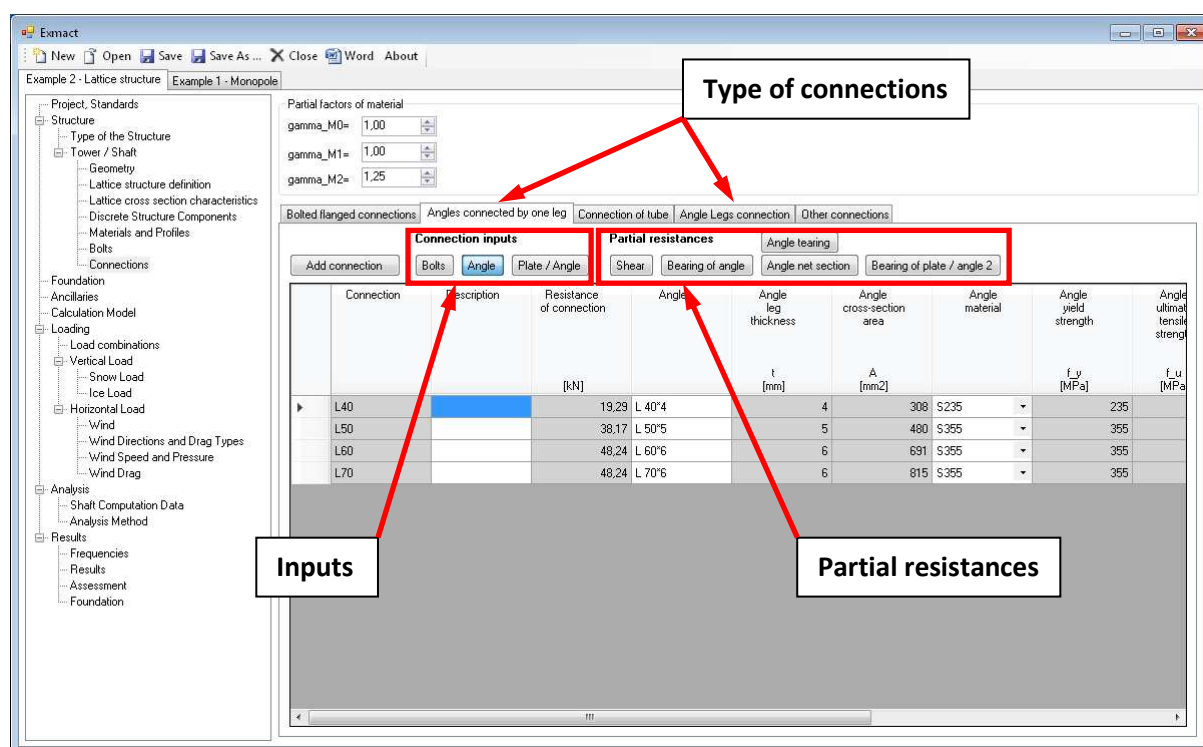 Exmact
New Open Save Save As ... Close Word About
Example 2 - Lattice structure Example 1 - Monopole
Type of connections
Project, Standards
Structure
Type of the Structure
Tower / Shaft
Geometry
Lattice structure definition
Lattice cross section characteristics
Discrete Structure Components
Materials and Profiles
Bolts
Connections
Foundation
Ancillaries
Calculation Model
Loading
Load combinations
Vertical Load
Snow Load
Ice Load
Horizontal Load
Wind
Wind Directions and Drag Types
Wind Speed and Pressure
Wind Drag
Analysis
Shaft Computation Data
Analysis Method
Results
Frequencies
Results
Assessment
Foundation
Partial factors of material
gamma_M0= 1,00
gamma_M1= 1,00
gamma_M2= 1,25
Bolted flanged connections Angles connected by one leg Connection of tube Angle Legs connection Other connections
Connection inputs Partial resistances Angle tearing
Add connection Bolts Angle Plate / Angle Shear Bearing of angle Angle net section Bearing of plate / angle 2
Connection Description Resistance Angle Angle Angle Angle Angle Angle
of connection leg cross-section material yield ultimat
thickness area strength tensile
strengt
t A f_y f_u
[kN] [mm] [mm2] [MPa] [MPa
L40 19,29 L 40*4 4 308 S235 235
L50 38,17 L 50*5 5 480 S355 355
L60 48,24 L 60*6 6 691 S355 355
L70 48,24 L 70*6 6 815 S355 355
Inputs
Partial resistances